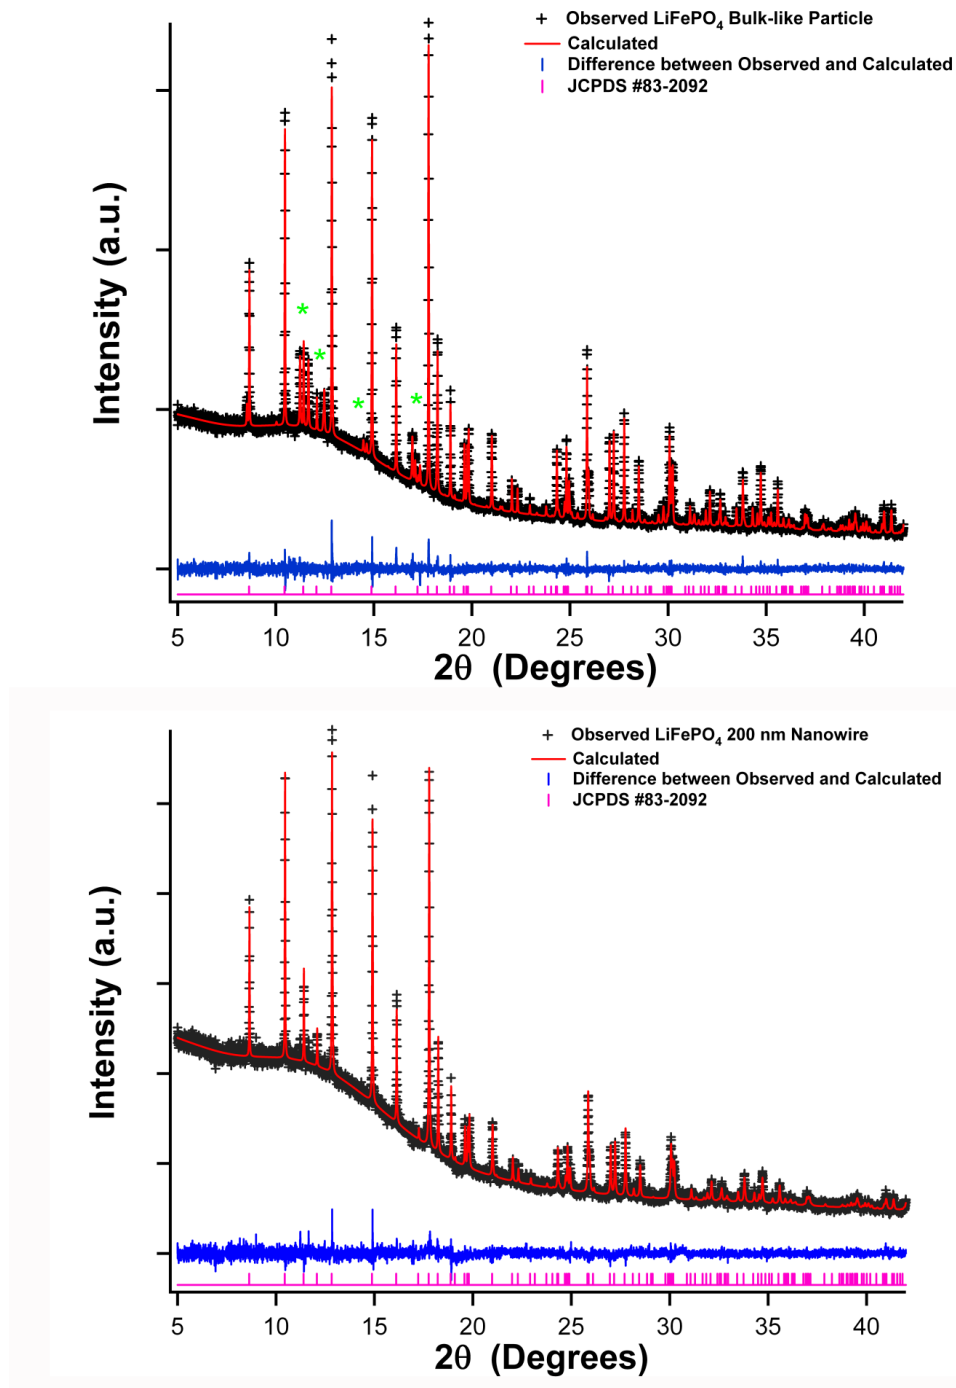 Observed LiFePO4 Bulk-like Particle
Calculated
Difference between Observed and Calculated
JCPDS #83-2092
Intensity (a.u.)
* * * *
5 10 15 20 25 30 35 40
2θ (Degrees)
Observed LiFePO4 200 nm Nanowire
Calculated
Difference between Observed and Calculated
JCPDS #83-2092
Intensity (a.u.)
5 10 15 20 25 30 35 40
2θ (Degrees)